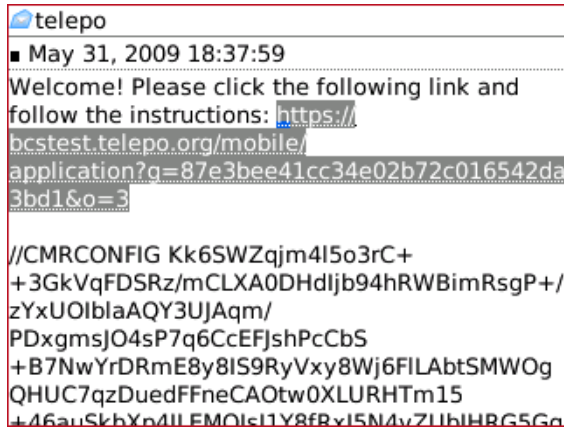 telepo
May 31, 2009 18:37:59
Welcome! Please click the following link and
follow the instructions: https://
bcstest.telepo.org/mobile/
application?g=87e3bee41cc34e02b72c016542da
3bd1&o=3
//CMRCONFIG Kk6SWZqjm4l5o3rC+
+3GkVqFDSRz/mCLXA0DHdIjb94hRWBimRsgP+/
zYxUOIblaAQY3UJAqm/
PDxgmsJO4sP7q6CcEFJshPcCbS
+B7NwYrDRmE8y8IS9RyVxy8Wj6FlLAbtSMWOg
QHUC7qzDuedFFneCAOtw0XLURHTm15